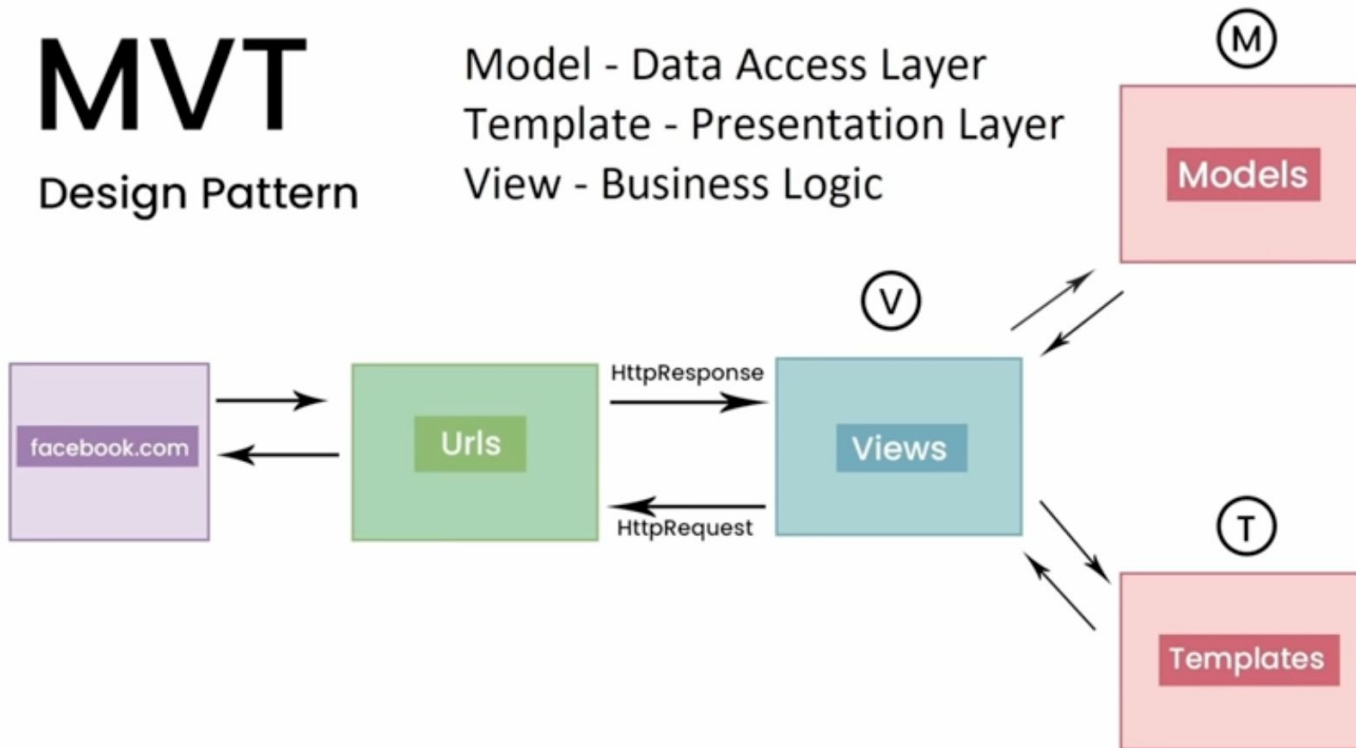 MVT
Design Pattern
Model - Data Access Layer
Template - Presentation Layer
View - Business Logic
M
Models
V
facebook.com
Urls
HttpResponse
HttpRequest
Views
T
Templates